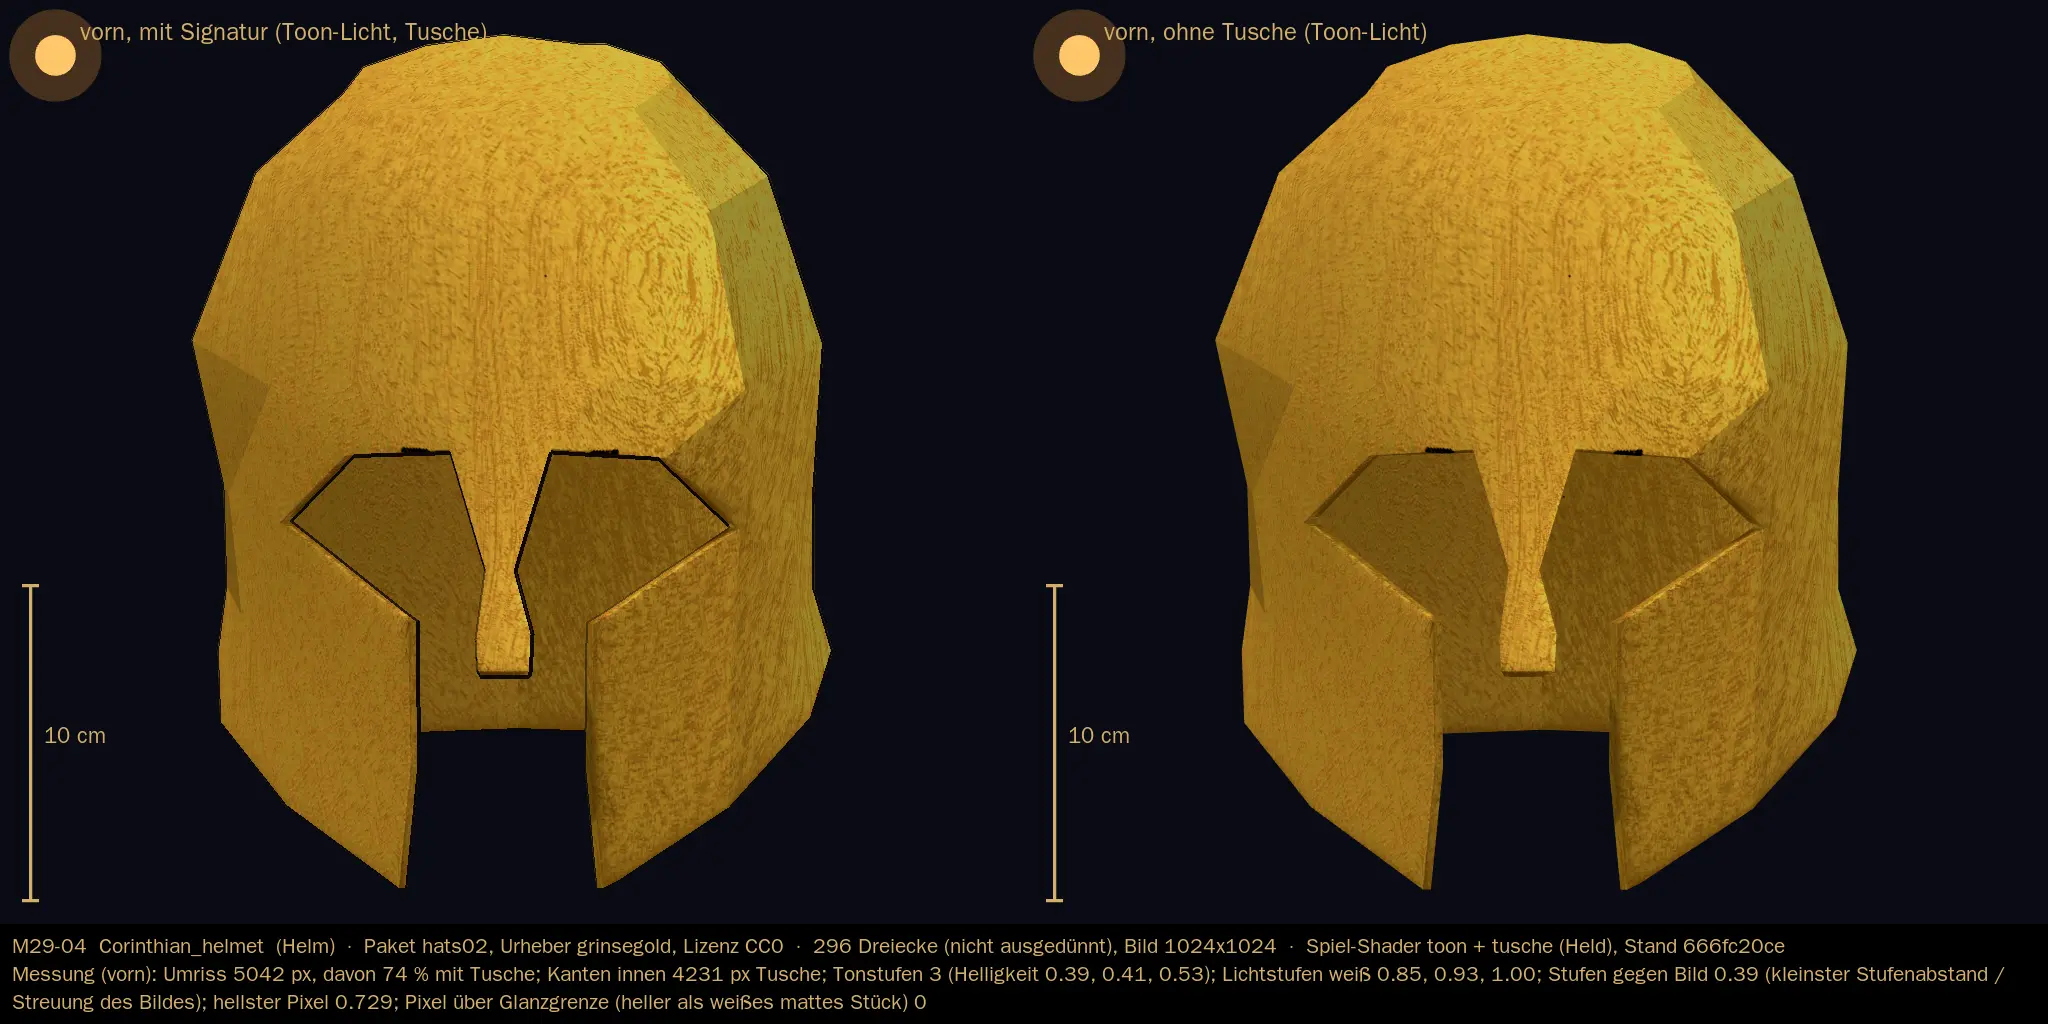 vorn, mit Signatur (Toon-Licht, Tusche)
vorn, ohne Tusche (Toon-Licht)
10 cm
10 cm
M29-04  Corinthian_helmet  (Helm)  ·  Paket hats02, Urheber grinsegold, Lizenz CC0  ·  296 Dreiecke (nicht ausgedünnt), Bild 1024x1024  ·  Spiel-Shader toon + tusche (Held), Stand 666fc20ce
Messung (vorn): Umriss 5042 px, davon 74 % mit Tusche; Kanten innen 4231 px Tusche; Tonstufen 3 (Helligkeit 0.39, 0.41, 0.53); Lichtstufen weiß 0.85, 0.93, 1.00; Stufen gegen Bild 0.39 (kleinster Stufenabstand /
Streuung des Bildes); hellster Pixel 0.729; Pixel über Glanzgrenze (heller als weißes mattes Stück) 0